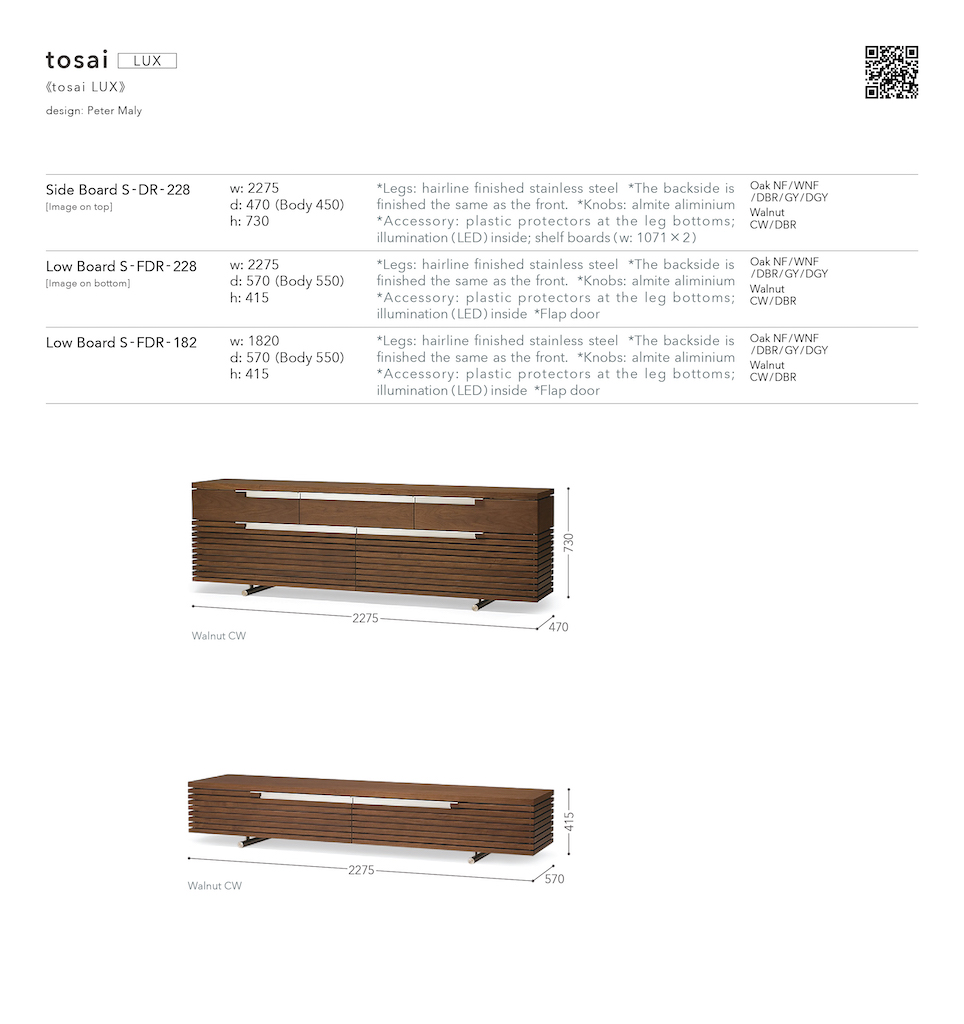 tosai LUX
《tosai LUX》
design: Peter Maly
Side Board S-DR-228
[Image on top]
w: 2275
d: 470 (Body 450)
h: 730
*Legs: hairline finished stainless steel *The backside is
finished the same as the front. *Knobs: almite aliminium
*Accessory: plastic protectors at the leg bottoms;
illumination (LED) inside; shelf boards (w: 1071×2)
Oak NF/WNF
/DBR/GY/DGY
Walnut
CW/DBR
Low Board S-FDR-228
[Image on bottom]
w: 2275
d: 570 (Body 550)
h: 415
*Legs: hairline finished stainless steel *The backside is
finished the same as the front. *Knobs: almite aliminium
*Accessory: plastic protectors at the leg bottoms;
illumination (LED) inside *Flap door
Oak NF/WNF
/DBR/GY/DGY
Walnut
CW/DBR
Low Board S-FDR-182
w: 1820
d: 570 (Body 550)
h: 415
*Legs: hairline finished stainless steel *The backside is
finished the same as the front. *Knobs: almite aliminium
*Accessory: plastic protectors at the leg bottoms;
illumination (LED) inside *Flap door
Oak NF/WNF
/DBR/GY/DGY
Walnut
CW/DBR
730
2275
470
Walnut CW
415
2275
570
Walnut CW